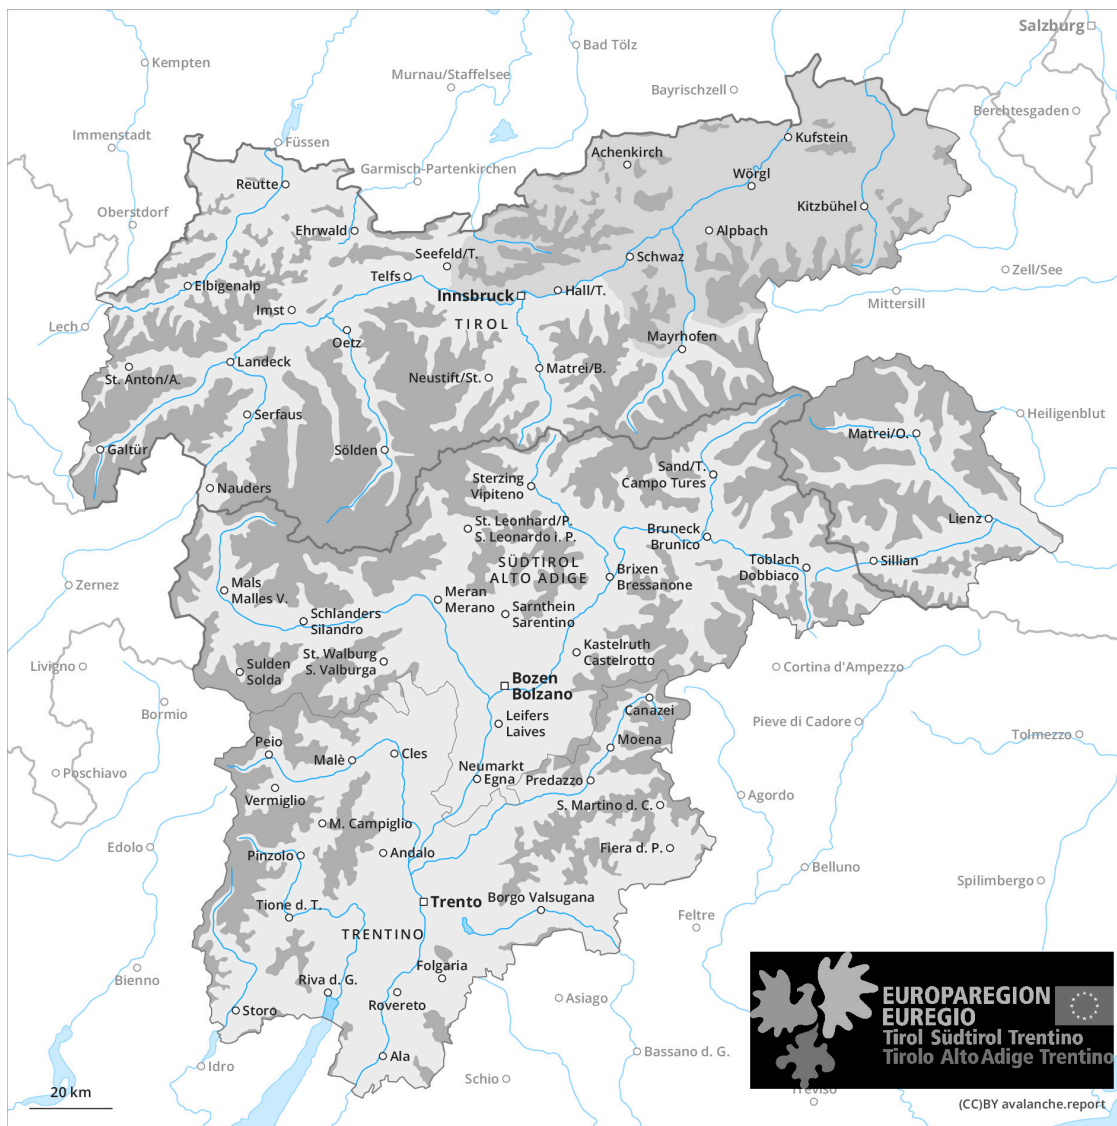 Salzburg
Bad Tölz
Kempten
Murnau/Staffelsee
Bayrischzell
Berchtesgaden
Immenstadt
Füssen
Kufstein
Achenkirch
Garmisch-Partenkirchen
Wörgl
Reutte
Oberstdorf
Kitzbühel
Ehrwald
Alpbach
Seefeld/T.
Schwaz
Zell/See
Telfs
Elbigenalp
Hall/T.
Innsbruck
Mittersill
Imst
TIROL
Lech
Oetz
Mayrhofen
Landeck
Matrei/B.
St. Anton/A.
Neustift/St.
Serfaus
Heiligenblut
Matrei/O.
Galtür
Sölden
Sand/T.
Campo Tures
Sterzing
Vipiteno
Nauders
Lienz
St. Leonhard/P.
S. Leonardo i. P.
Bruneck
Brunico
SÜDTIROL
ALTO ADIGE
Toblach
Dobbiaco
Sillian
Brixen
Bressanone
Zernez
Mals
Malles V.
Meran
Merano
Sarnthein
Sarentino
Schlanders
Silandro
Kastelruth
Castelrotto
St. Walburg
S. Valburga
Livigno
Sulden
Solda
Cortina d'Ampezzo
Bozen
Bolzano
Bormio
Canazei
Leifers
Laives
Pieve di Cadore
Tolmezzo
Peio
Moena
Malè
Cles
Poschiavo
Neumarkt
Egna
Predazzo
Vermiglio
Agordo
S. Martino d. C.
M. Campiglio
Edolo
Pinzolo
Andalo
Fiera d. P.
Belluno
Spilimbergo
Tione d. T.
Trento
Borgo Valsugana
Feltre
TRENTINO
Bienno
Folgaria
Riva d. G.
Rovereto
Asiago
Storo
EUROPAREGION
EUREGIO
Tirol Südtirol Trentino
Tirolo Alto Adige Trentino
Ala
Bassano d. G.
Idro
Schio
Treviso
20 km
(CC)BY avalanche.report